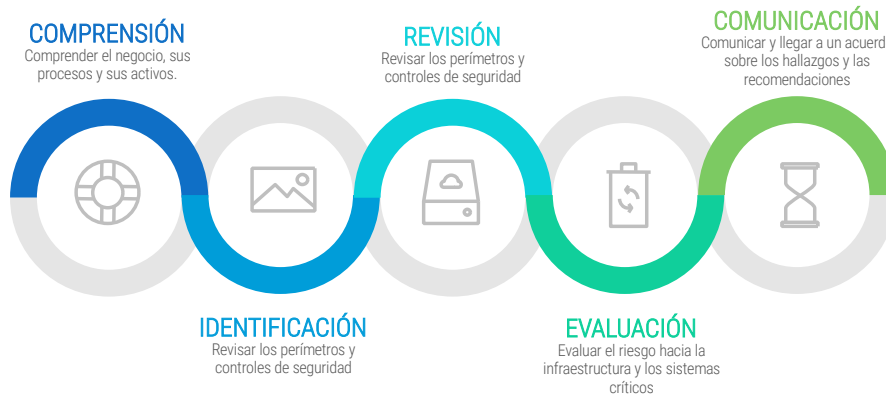 COMPRENSIÓN
Comprender el negocio, sus
procesos y sus activos.
REVISIÓN
Revisar los perímetros y
controles de seguridad
COMUNICACIÓN
Comunicar y llegar a un acuerd
sobre los hallazgos y las
recomendaciones
IDENTIFICACIÓN
Revisar los perímetros y
controles de seguridad
EVALUACIÓN
Evaluar el riesgo hacia la
infraestructura y los sistemas
críticos